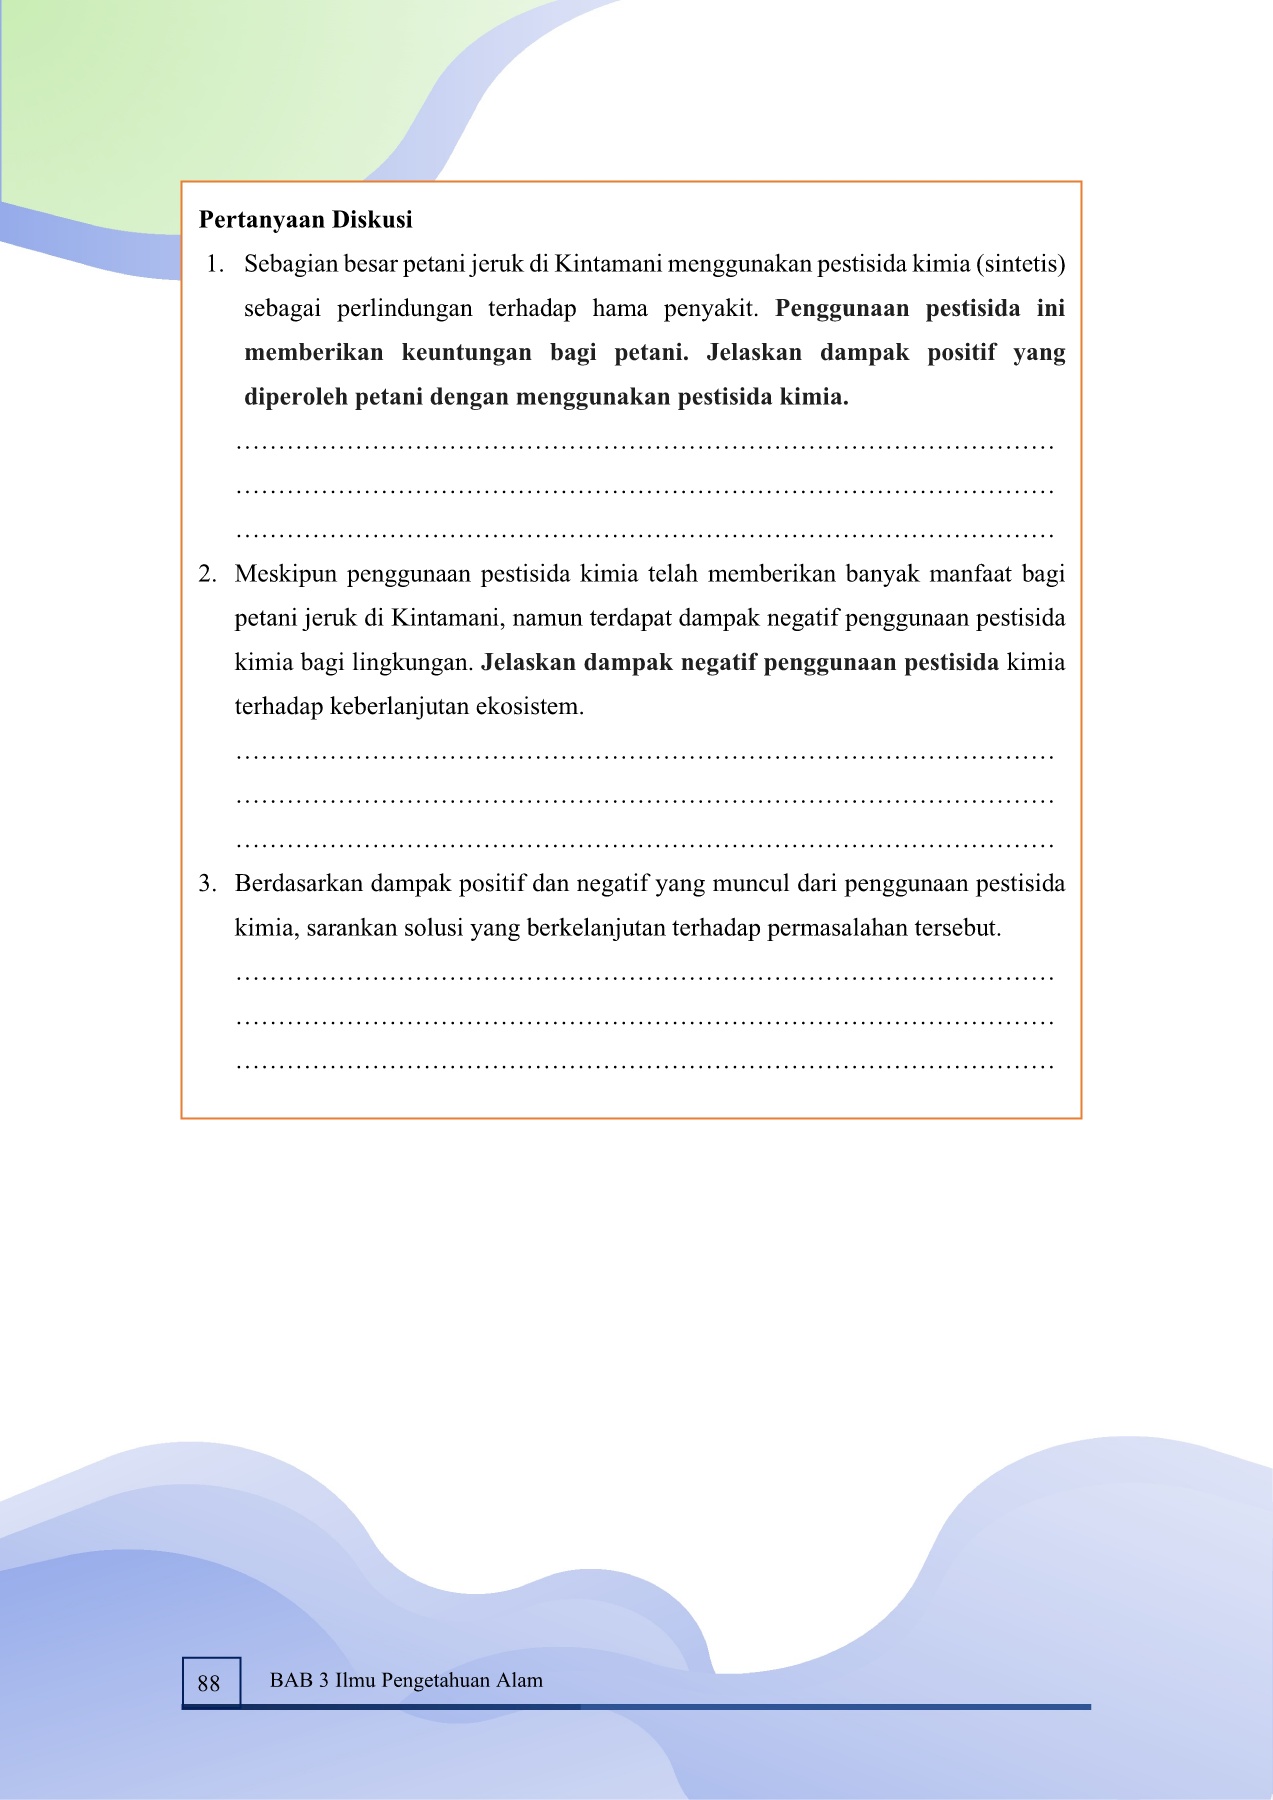 Pertanyaan Diskusi
1. Sebagian besar petani jeruk di Kintamani menggunakan pestisida kimia (sintetis)
sebagai perlindungan terhadap hama penyakit. Penggunaan pestisida ini
memberikan keuntungan bagi petani. Jelaskan dampak positif yang
diperoleh petani dengan menggunakan pestisida kimia.
……………………………………………………………………………………
……………………………………………………………………………………
……………………………………………………………………………………
2. Meskipun penggunaan pestisida kimia telah memberikan banyak manfaat bagi
petani jeruk di Kintamani, namun terdapat dampak negatif penggunaan pestisida
kimia bagi lingkungan. Jelaskan dampak negatif penggunaan pestisida kimia
terhadap keberlanjutan ekosistem.
……………………………………………………………………………………
……………………………………………………………………………………
……………………………………………………………………………………
3. Berdasarkan dampak positif dan negatif yang muncul dari penggunaan pestisida
kimia, sarankan solusi yang berkelanjutan terhadap permasalahan tersebut.
……………………………………………………………………………………
……………………………………………………………………………………
……………………………………………………………………………………
88 BAB 3 Ilmu Pengetahuan Alam